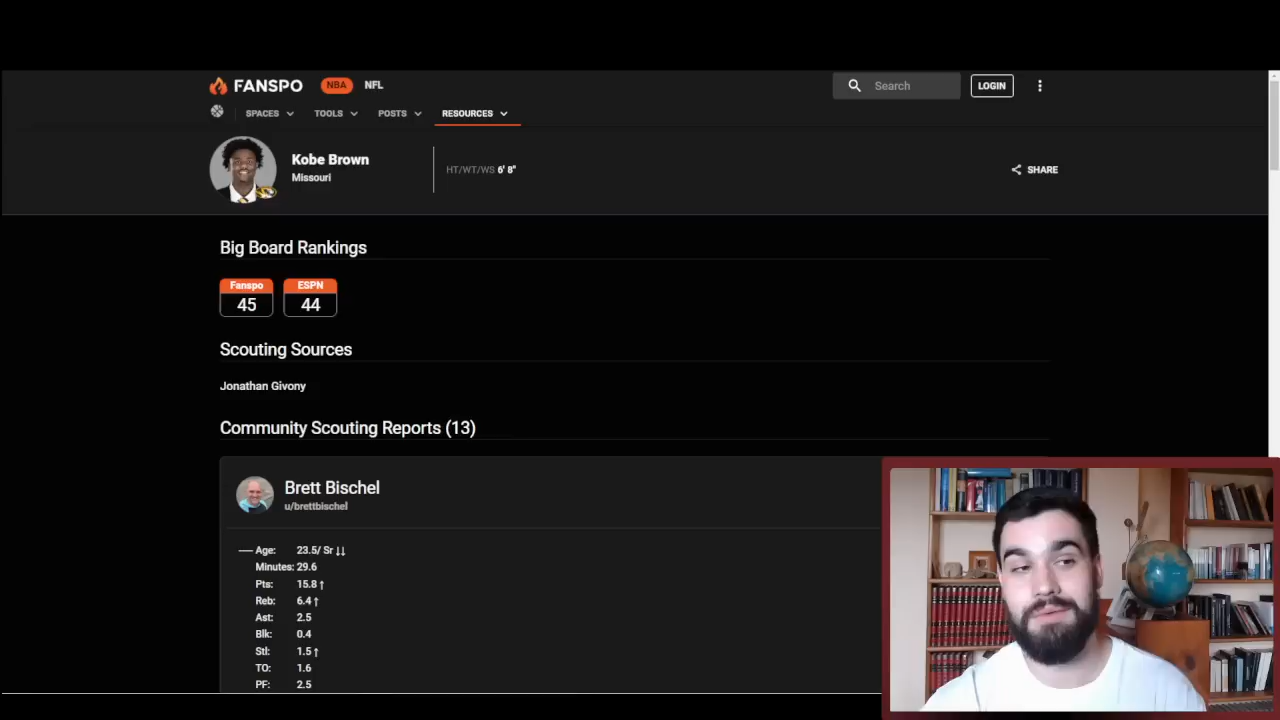 FANSPO NBA NFL Search LOGIN
SPACES TOOLS POSTS RESOURCES
Kobe Brown
Missouri
HT/WT/WS 6' 8"
SHARE
Big Board Rankings
Fanspo ESPN
45 44
Scouting Sources
Jonathan Givony
Community Scouting Reports (13)
Brett Bischel
u/brettbischel
— Age: 23.5/ Sr ↓↓
Minutes: 29.6
Pts: 15.8 ↑
Reb: 6.4 ↑
Ast: 2.5
Blk: 0.4
Stl: 1.5 ↑
TO: 1.6
PF: 2.5